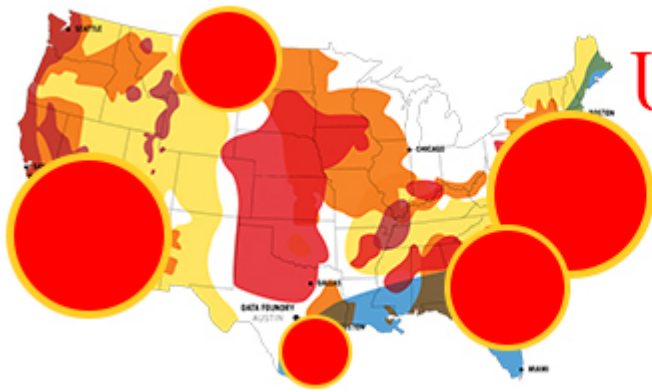 SEATTLE
U
BOSTON
CHICAGO
DALLAS
DATA FOUNDRY
AUSTIN
MIAMI